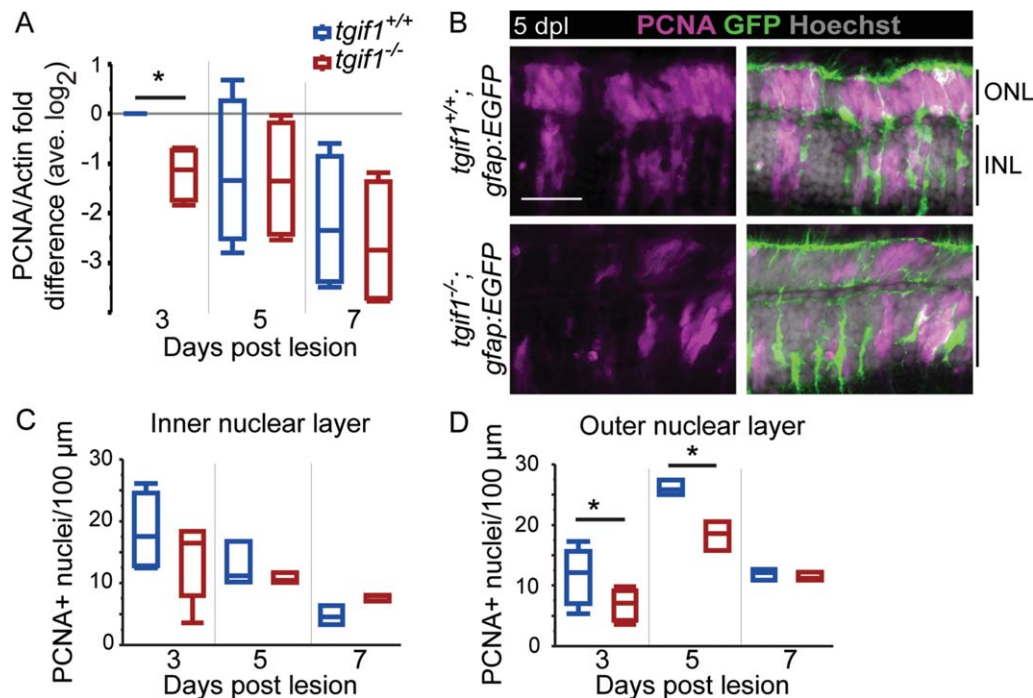 A
tgif1+/+
tgif1-/-
PCNA/Actin fold
difference (ave. log2)
1
0
-1
-2
-3
*
3 5 7
Days post lesion
B
5 dpl PCNA GFP Hoechst
tgif1+/+;
gfap:EGFP
tgif1-/-;
gfap:EGFP
ONL
INL
C
Inner nuclear layer
PCNA+ nuclei/100 µm
30
20
10
0
3 5 7
Days post lesion
D
Outer nuclear layer
PCNA+ nuclei/100 µm
30
20
10
0
*
*
3 5 7
Days post lesion